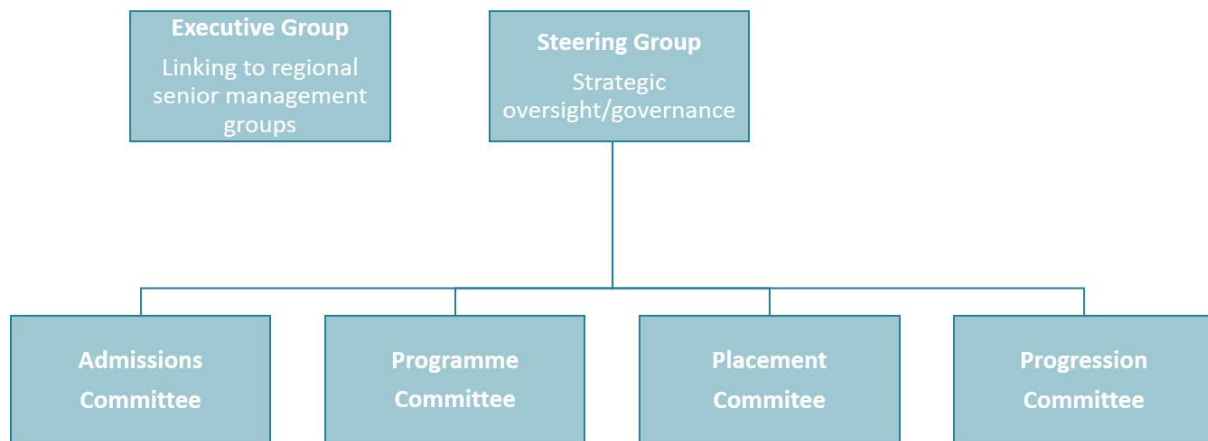 Executive Group
Linking to regional
senior management
groups
Steering Group
Strategic
oversight/governance
Admissions
Committee
Programme
Committee
Placement
Commitee
Progression
Committee